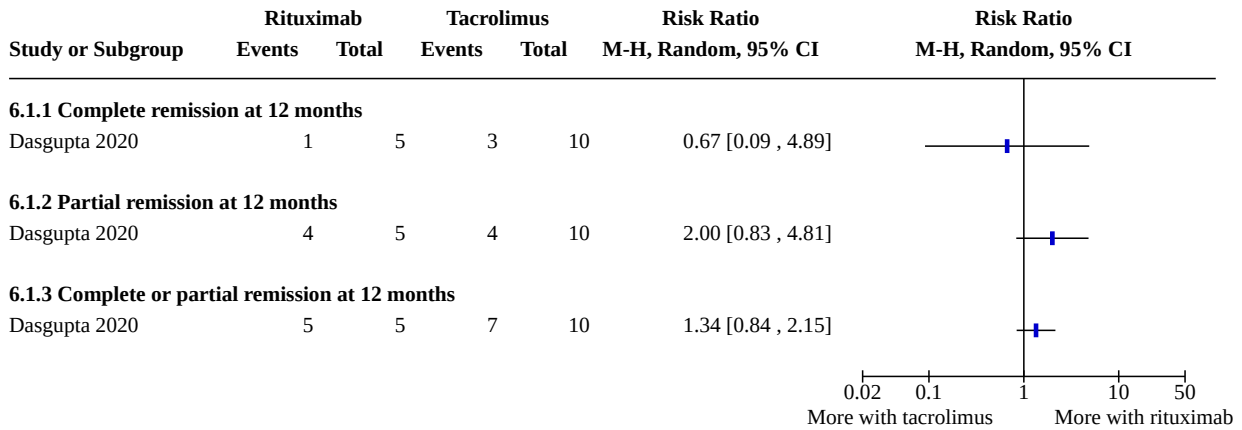 Rituximab Tacrolimus Risk Ratio Risk Ratio
Study or Subgroup Events Total Events Total M-H, Random, 95% CI M-H, Random, 95% CI
6.1.1 Complete remission at 12 months
Dasgupta 2020 1 5 3 10 0.67 [0.09 , 4.89]
6.1.2 Partial remission at 12 months
Dasgupta 2020 4 5 4 10 2.00 [0.83 , 4.81]
6.1.3 Complete or partial remission at 12 months
Dasgupta 2020 5 5 7 10 1.34 [0.84 , 2.15]
0.02 0.1 1 10 50
More with tacrolimus More with rituximab